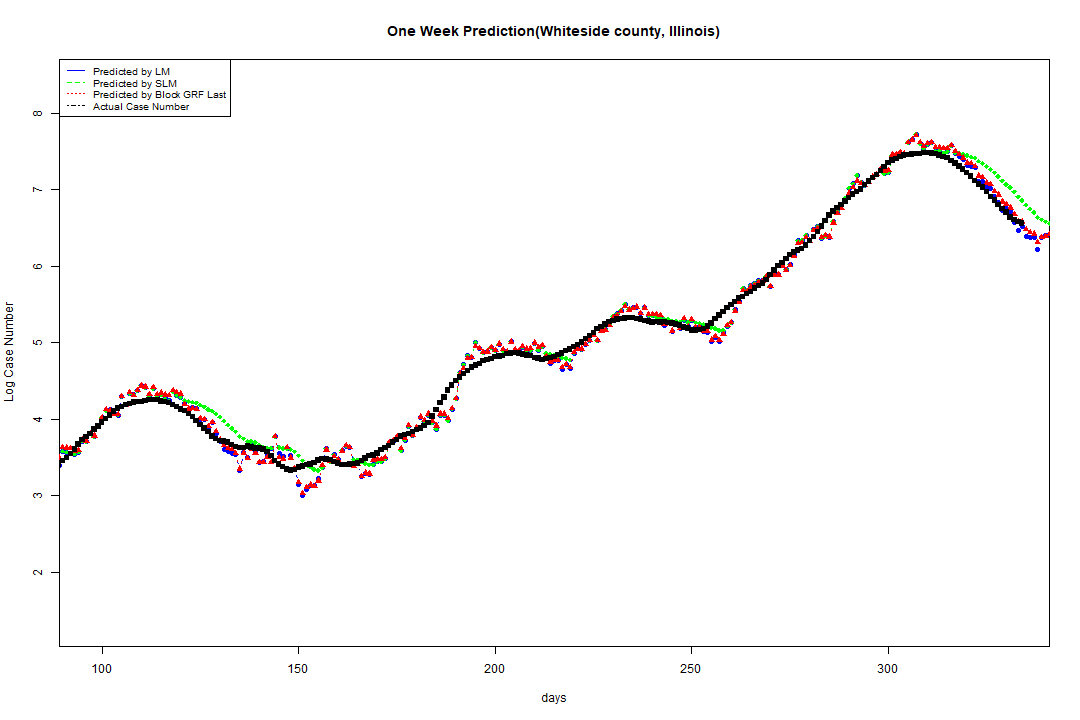 One Week Prediction(Whiteside county, Illinois)
Predicted by LM
Predicted by SLM
Predicted by Block GRF Last
Actual Case Number
8
7
6
5
4
3
2
Log Case Number
100 150 200 250 300
days